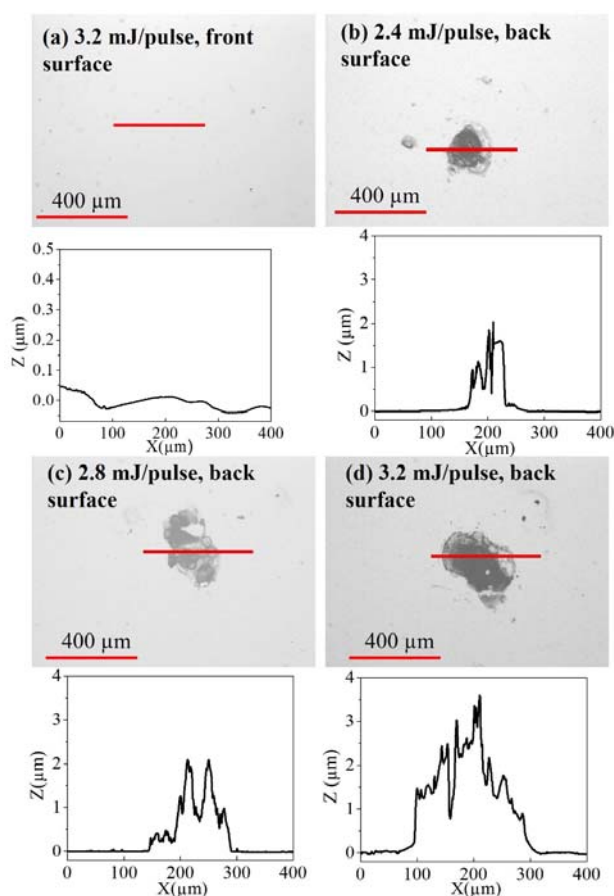 (a) 3.2 mJ/pulse, front
surface
400 µm
(b) 2.4 mJ/pulse, back
surface
400 µm
0.5
0.4
0.3
0.2
0.1
0.0
Z (µm)
0
100
200
300
400
X(µm)
4
3
2
1
0
Z (µm)
0
100
200
300
400
X(µm)
(c) 2.8 mJ/pulse, back
surface
400 µm
(d) 3.2 mJ/pulse, back
surface
400 µm
4
3
2
1
0
Z(µm)
0
100
200
300
400
X(µm)
4
3
2
1
0
Z(µm)
0
100
200
300
400
X(µm)